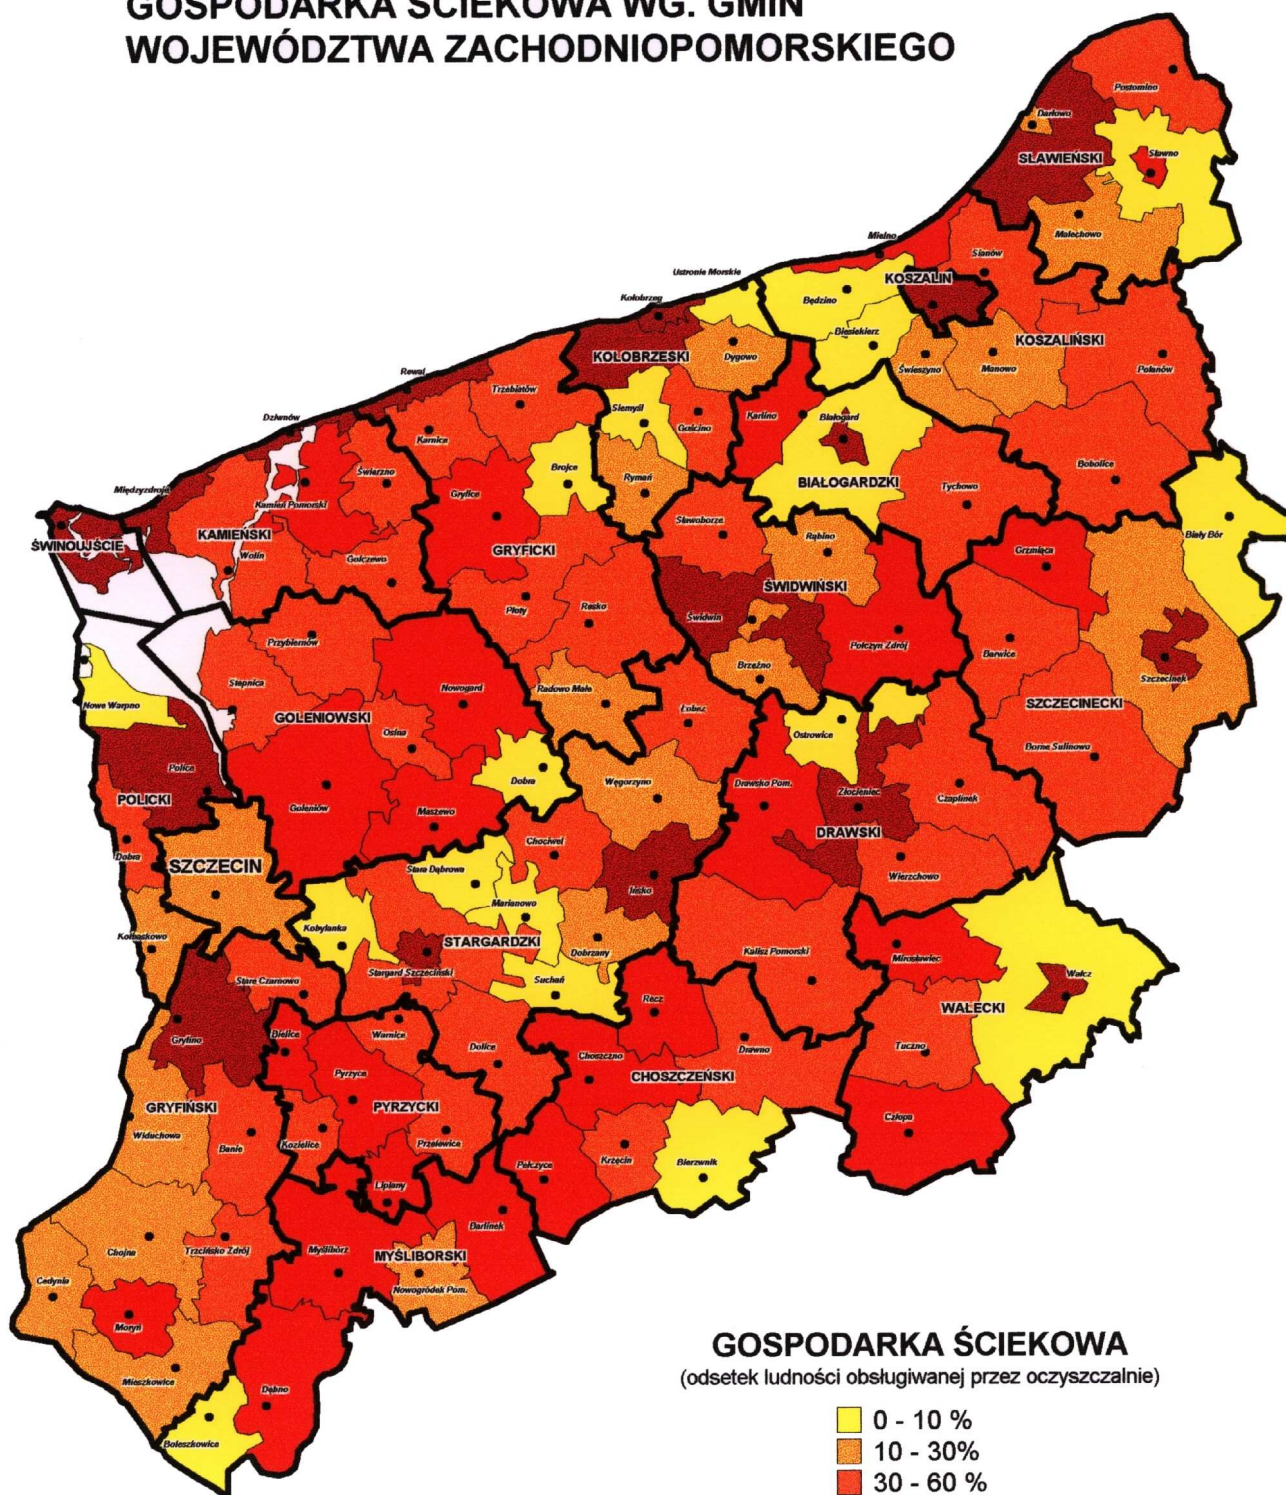 GOSPODARKA ŚCIEKOWA WG. GMIN
WOJEWÓDZTWA ZACHODNIOPOMORSKIEGO
Postomino
Darłowo
SŁAWIEŃSKI
Sławno
Malechowo
Mielno
Sianów
Ustronie Morskie
KOSZALIN
Kołobrzeg
Będzino
Biesiekierz
KOŁOBRZESKI
Dygowo
KOSZALIŃSKI
Świeszyno
Manowo
Polanów
Rewal
Trzebiatów
Siemyśl
Gościno
Karlino
Białogard
Dziwnów
Karnice
Świerzno
Brojce
Rymań
BIAŁOGARDZKI
Tychowo
Bobolice
Międzyzdroje
Kamień Pomorski
Gryfice
Sławoborze
Rąbino
Grzmiąca
Biały Bór
ŚWINOUJŚCIE
KAMIEŃSKI
Wolin
Golczewo
GRYFICKI
ŚWIDWIŃSKI
Płoty
Resko
Świdwin
Połczyn Zdrój
Barwice
Szczecinek
Przybiernów
Stepnica
Nowogard
Radowo Małe
Brzeżno
Łobez
SZCZECINECKI
Nowe Warpno
GOLENIOWSKI
Osina
Ostrowice
Borne Sulinowo
Police
POLICKI
Goleniów
Maszewo
Dobra
Węgorzyno
Drawsko Pom.
Złocieniec
Czaplinek
DRAWSKI
Dobra
SZCZECIN
Chociwel
Stara Dąbrowa
Ińsko
Wierzchowo
Kołbaskowo
Kobylanka
Marianowo
STARGARDZKI
Dobrzany
Kalisz Pomorski
Mirosławiec
Stare Czarnowo
Stargard Szczeciński
Suchań
Wałcz
WAŁECKI
Gryfino
Bielice
Warnice
Dolice
Recz
Choszczno
Drawno
Tuczno
CHOSZCZEŃSKI
Pyrzyce
PYRZYCKI
GRYFIŃSKI
Widuchowa
Banie
Kozielice
Przelewice
Człopa
Pełczyce
Krzęcin
Bierzwnik
Lipiany
Barlinek
Chojna
Trzcińsko Zdrój
Myślibórz
MYŚLIBORSKI
Nowogródek Pom.
Cedynia
Moryń
Mieszkowice
Dębno
Boleszkowice
GOSPODARKA ŚCIEKOWA
(odsetek ludności obsługiwanej przez oczyszczalnie)
0 - 10 %
10 - 30%
30 - 60 %